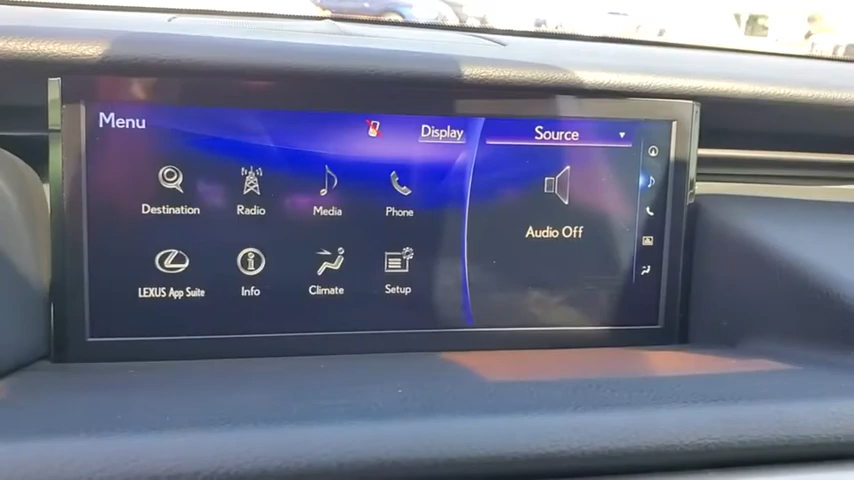 Menu
Display
Source
Destination
Radio
Media
Phone
Audio Off
LEXUS App Suite
Info
Climate
Setup